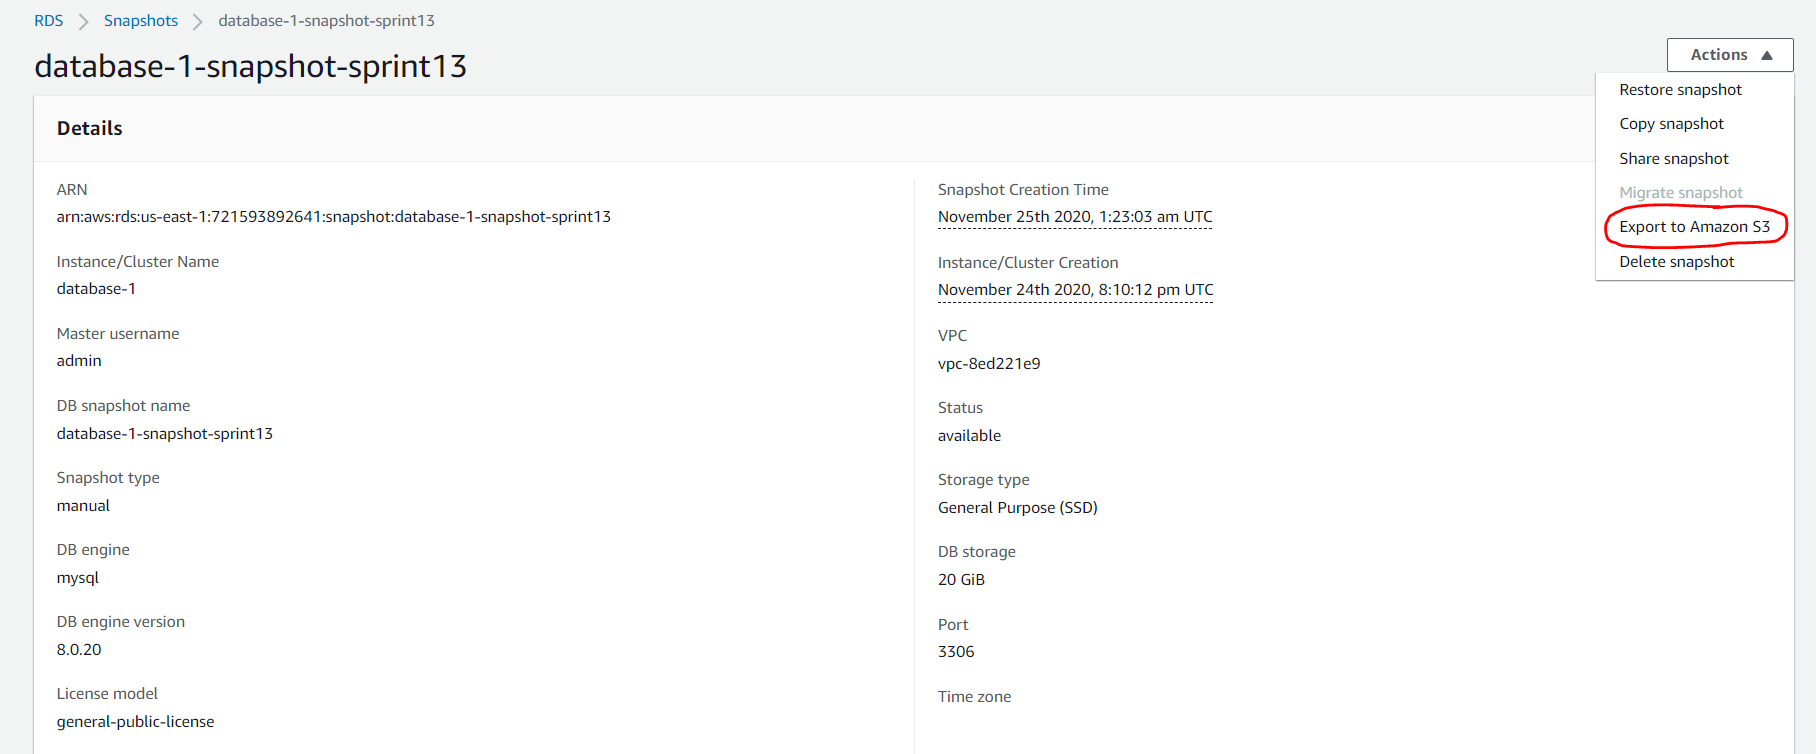 RDS > Snapshots > database-1-snapshot-sprint13
database-1-snapshot-sprint13
Actions
Restore snapshot
Copy snapshot
Share snapshot
Migrate snapshot
Export to Amazon S3
Delete snapshot
Details
ARN
arn:aws:rds:us-east-1:721593892641:snapshot:database-1-snapshot-sprint13
Instance/Cluster Name
database-1
Master username
admin
DB snapshot name
database-1-snapshot-sprint13
Snapshot type
manual
DB engine
mysql
DB engine version
8.0.20
License model
general-public-license
Snapshot Creation Time
November 25th 2020, 1:23:03 am UTC
Instance/Cluster Creation
November 24th 2020, 8:10:12 pm UTC
VPC
vpc-8ed221e9
Status
available
Storage type
General Purpose (SSD)
DB storage
20 GiB
Port
3306
Time zone